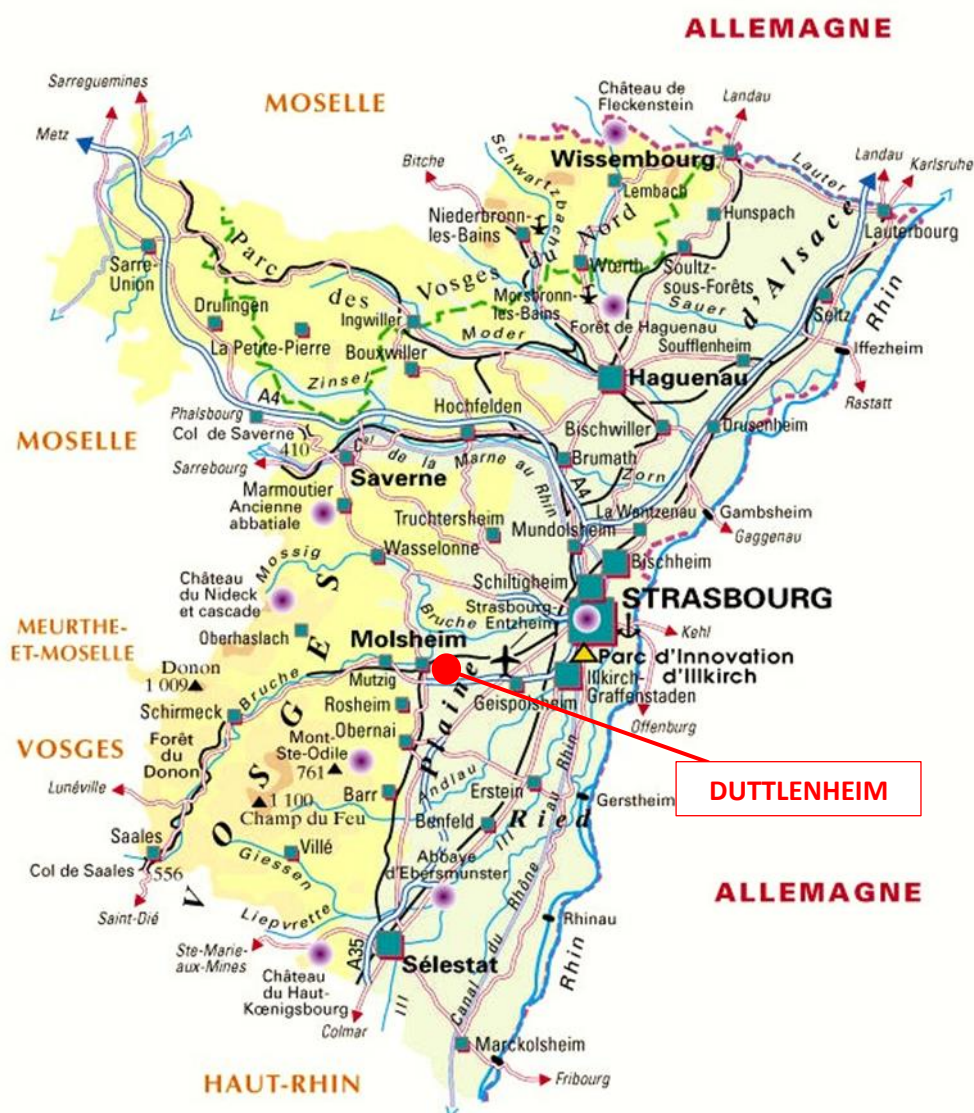 ALLEMAGNE
Sarreguemines
MOSELLE
Château de
Fleckenstein
Landau
Metz
Bitche
Schwartzbach
Wissembourg
Lauter
Landau
Karlsruhe
Lembach
Niederbronn-
les-Bains
Hunspach
Lauterbourg
Parc
des
Vosges
du
Nord
Sarre-
Union
Wœrth
Soultz-
sous-Forêts
d'Alsace
Drulingen
Ingwiller
Morsbronn-
les-Bains
Sauer
Seltz
Rhin
La Petite-Pierre
Bouxwiller
Moder
Forêt de Haguenau
Soufflenheim
Iffezheim
Zinsel
Haguenau
Rastatt
A4
Hochfelden
Phalsbourg
Col de Saverne
410
MOSELLE
Bischwiller
Drusenheim
Sarrebourg
Cal de la Marne au Rhin
Brumath
Zorn
Saverne
A4
Marmoutier
Ancienne
abbatiale
Truchtersheim
La Wantzenau
Gambsheim
Mundolsheim
Gaggenau
Mossig
Wasselonne
Bischheim
Château
du Nideck
et cascade
Schiltigheim
STRASBOURG
Strasbourg-
Entzheim
Bruche
Kehl
MEURTHE-
ET-MOSELLE
Oberhaslach
Molsheim
Parc d'Innovation
d'Illkirch
Donon
1 009
Mutzig
Illkirch-
Graffenstaden
Bruche
Geispolsheim
Schirmeck
Rosheim
Offenburg
VOSGES
Forêt
du
Donon
Obernai
Mont-
Ste-Odile
761
Plaine
Rhin
DUTTLENHEIM
Lunéville
VOSGES
1 100
Champ du Feu
Barr
Andlau
Erstein
Gerstheim
Benfeld
Ried
Saales
Villé
Ill
Col de Saales
556
Giessen
Abbaye
d'Ebersmunster
ALLEMAGNE
Saint-Dié
Liepvrette
Rhinau
Ste-Marie-
aux-Mines
A35
Sélestat
Canal du Rhône au
Rhin
Château
du Haut-
Kœnigsbourg
Colmar
Ill
Marckolsheim
HAUT-RHIN
Fribourg